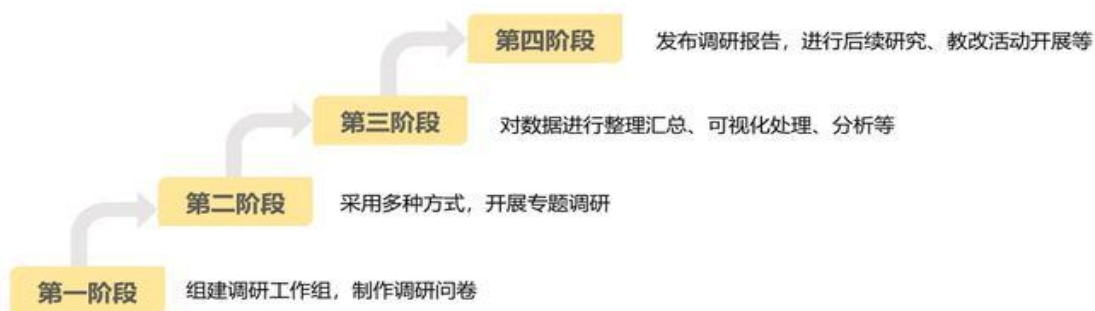 第四阶段
发布调研报告，进行后续研究、教改活动开展等
第三阶段
对数据进行整理汇总、可视化处理、分析等
第二阶段
采用多种方式，开展专题调研
第一阶段
组建调研工作组，制作调研问卷